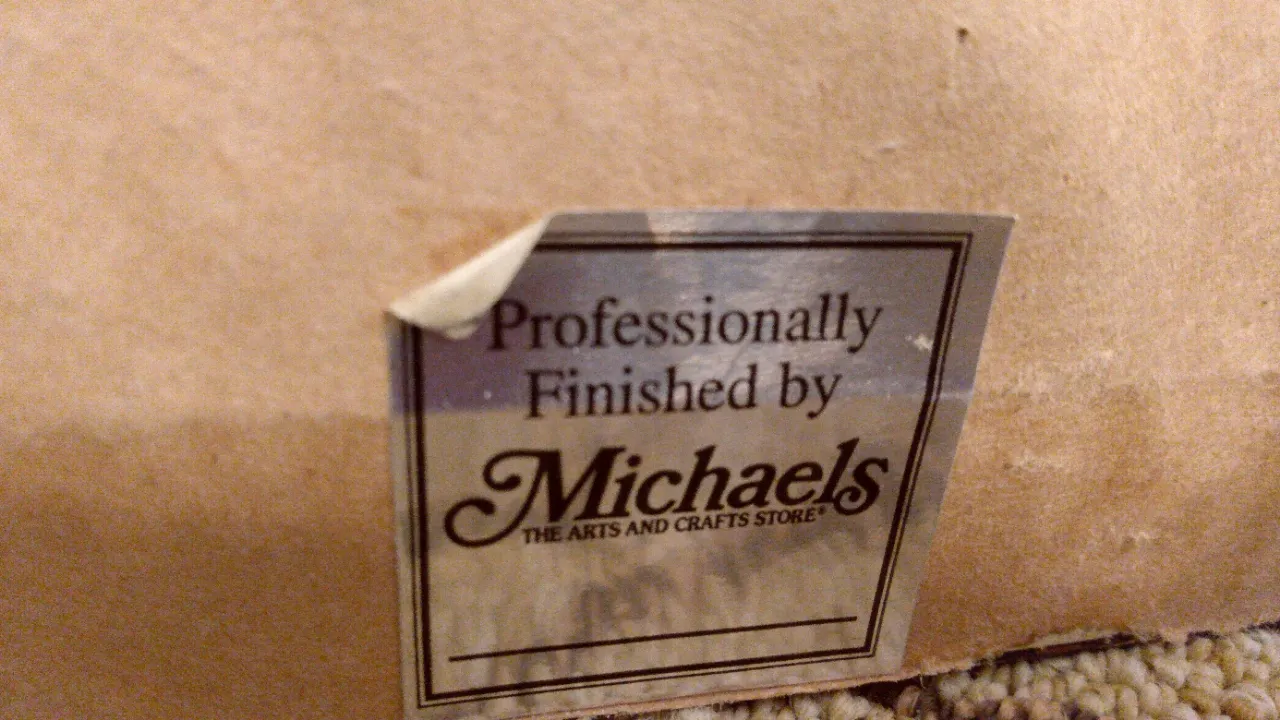 Professionally
Finished by
Michaels
THE ARTS AND CRAFTS STORE®